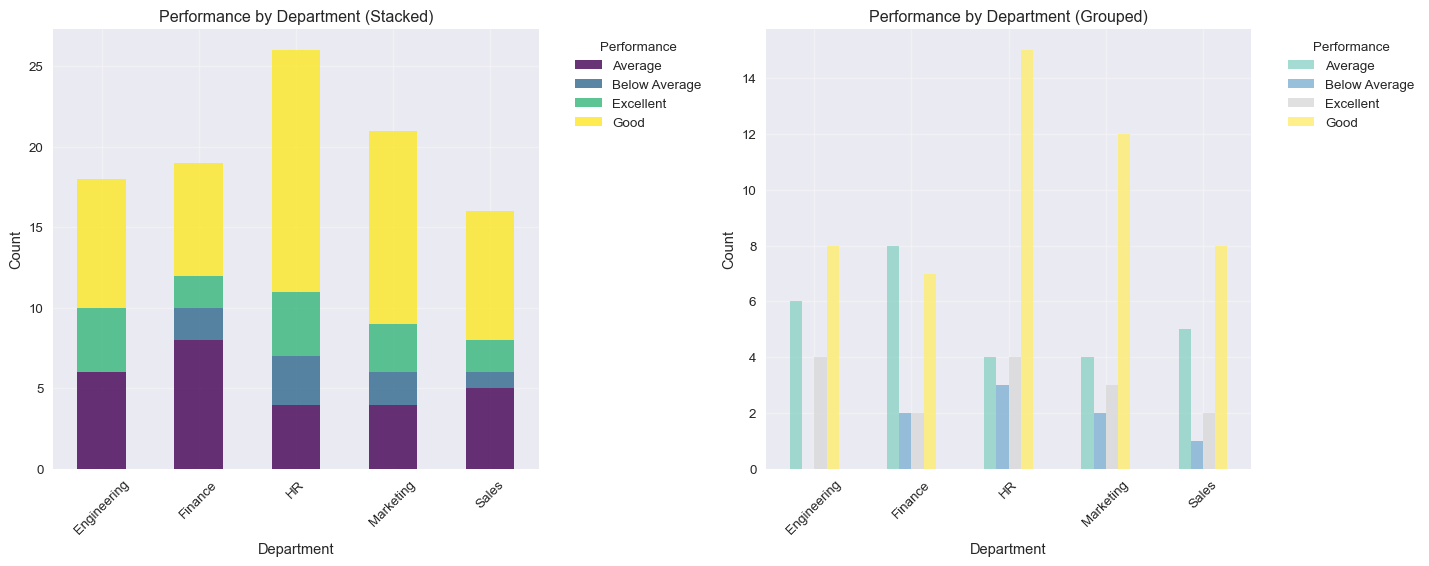 Performance by Department (Stacked)
Count
25
20
15
10
5
0
Engineering
Finance
HR
Marketing
Sales
Department
Performance
Average
Below Average
Excellent
Good
Performance by Department (Grouped)
Count
14
12
10
8
6
4
2
0
Engineering
Finance
HR
Marketing
Sales
Department
Performance
Average
Below Average
Excellent
Good